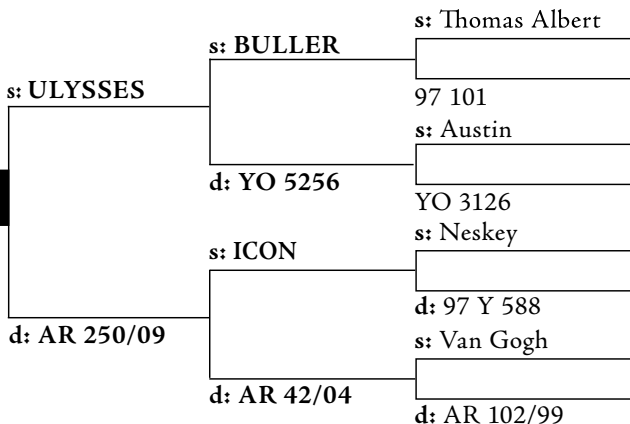 s: Thomas Albert
s: BULLER
s: ULYSSES
97 101
s: Austin
d: YO 5256
YO 3126
s: Neskey
s: ICON
d: 97 Y 588
d: AR 250/09
s: Van Gogh
d: AR 42/04
d: AR 102/99